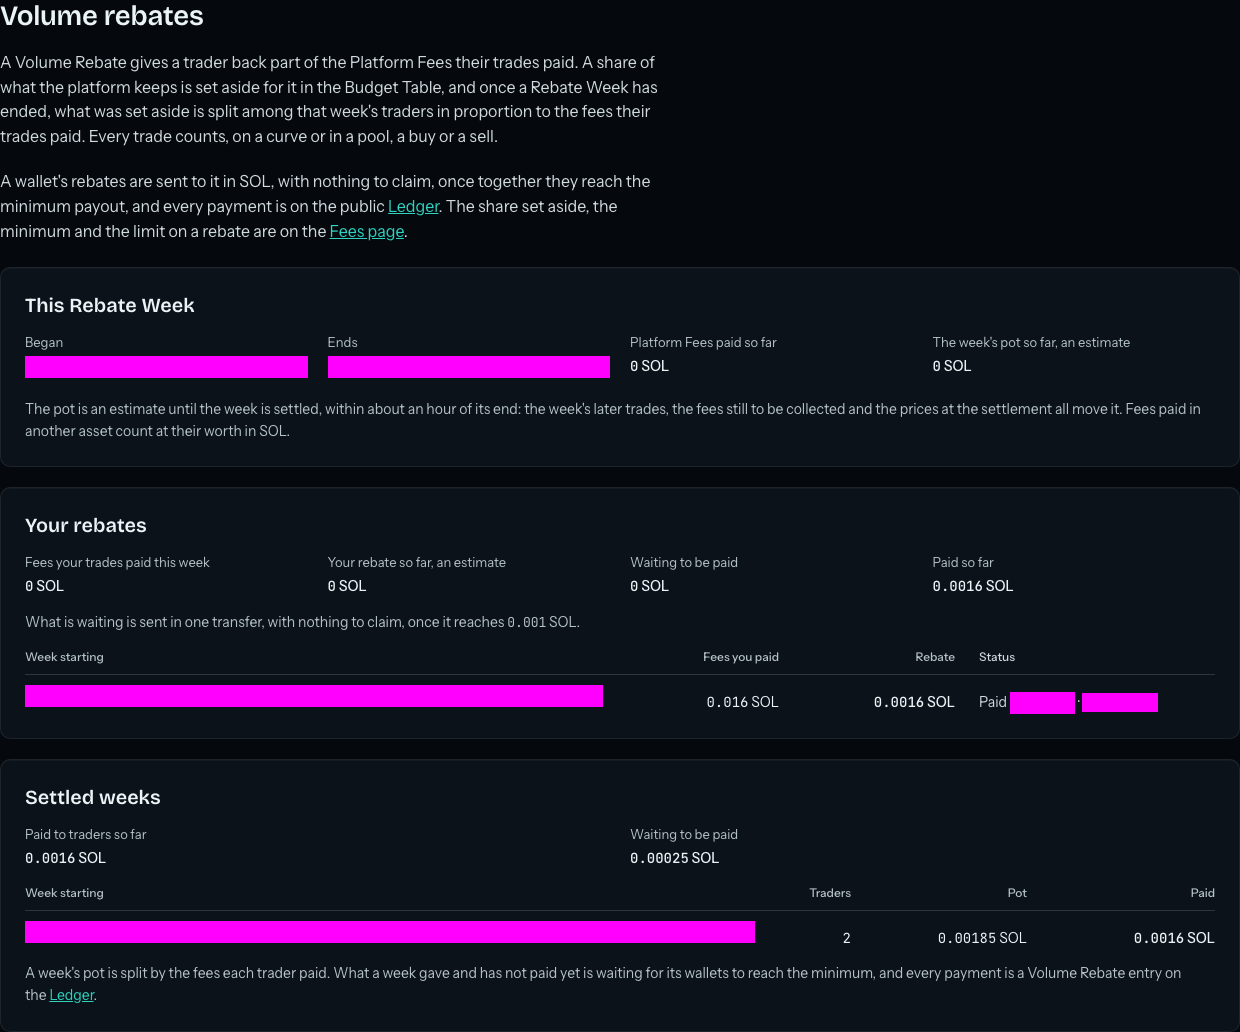 Volume rebates
A Volume Rebate gives a trader back part of the Platform Fees their trades paid. A share of
what the platform keeps is set aside for it in the Budget Table, and once a Rebate Week has
ended, what was set aside is split among that week's traders in proportion to the fees their
trades paid. Every trade counts, on a curve or in a pool, a buy or a sell.
A wallet's rebates are sent to it in SOL, with nothing to claim, once together they reach the
minimum payout, and every payment is on the public Ledger. The share set aside, the
minimum and the limit on a rebate are on the Fees page.
This Rebate Week
Began Ends Platform Fees paid so far The week's pot so far, an estimate
0 SOL 0 SOL
The pot is an estimate until the week is settled, within about an hour of its end: the week's later trades, the fees still to be collected and the prices at the settlement all move it. Fees paid in
another asset count at their worth in SOL.
Your rebates
Fees your trades paid this week Your rebate so far, an estimate Waiting to be paid Paid so far
0 SOL 0 SOL 0 SOL 0.0016 SOL
What is waiting is sent in one transfer, with nothing to claim, once it reaches 0.001 SOL.
Week starting Fees you paid Rebate Status
0.016 SOL 0.0016 SOL Paid ·
Settled weeks
Paid to traders so far Waiting to be paid
0.0016 SOL 0.00025 SOL
Week starting Traders Pot Paid
2 0.00185 SOL 0.0016 SOL
A week's pot is split by the fees each trader paid. What a week gave and has not paid yet is waiting for its wallets to reach the minimum, and every payment is a Volume Rebate entry on
the Ledger.